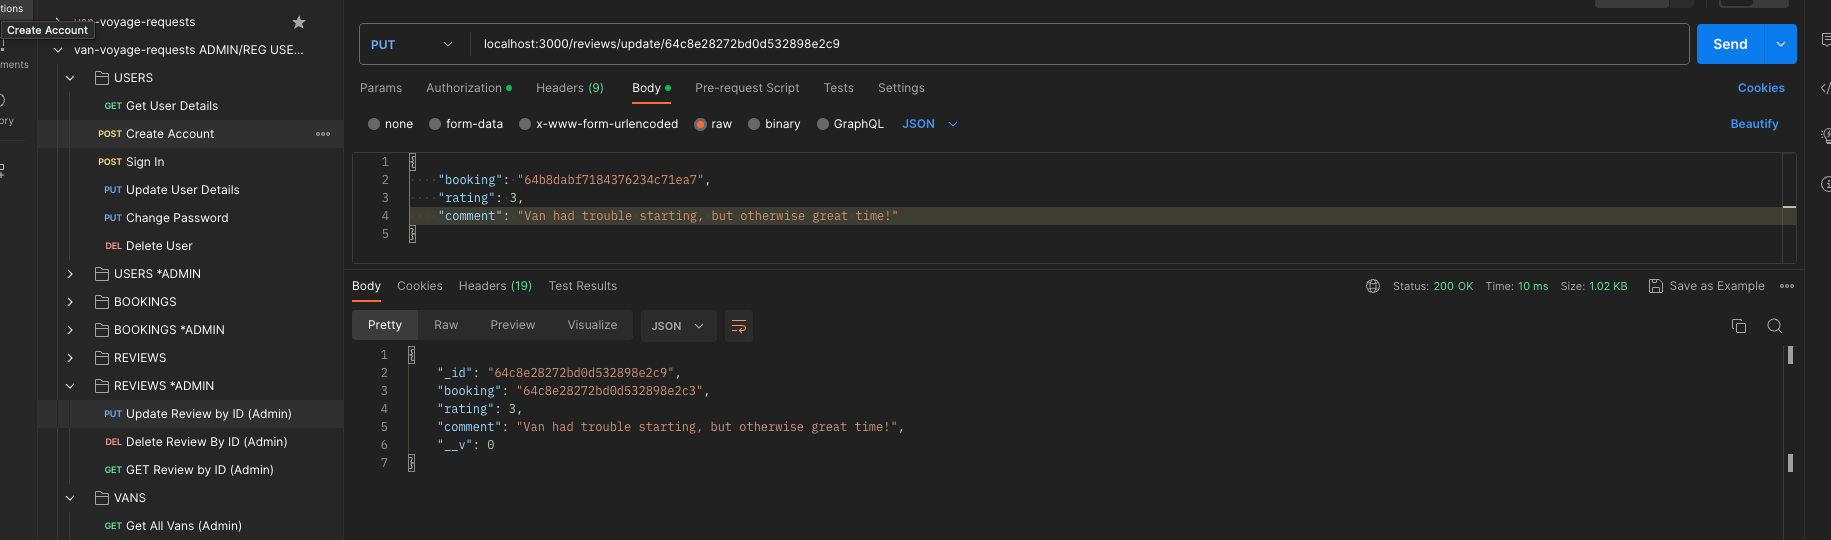 tions
van-voyage-requests
Create Account
van-voyage-requests ADMIN/REG USE...
ments
USERS
GET Get User Details
ory
POST Create Account
POST Sign In
PUT Update User Details
PUT Change Password
DEL Delete User
USERS *ADMIN
BOOKINGS
BOOKINGS *ADMIN
REVIEWS
REVIEWS *ADMIN
PUT Update Review by ID (Admin)
DEL Delete Review By ID (Admin)
GET GET Review by ID (Admin)
VANS
GET Get All Vans (Admin)
PUT localhost:3000/reviews/update/64c8e28272bd0d532898e2c9 Send
Params Authorization Headers (9) Body Pre-request Script Tests Settings Cookies
none form-data x-www-form-urlencoded raw binary GraphQL JSON Beautify
1 {
2 "booking": "64b8dabf7184376234c71ea7",
3 "rating": 3,
4 "comment": "Van had trouble starting, but otherwise great time!"
5 }
Body Cookies Headers (19) Test Results Status: 200 OK Time: 10 ms Size: 1.02 KB Save as Example
Pretty Raw Preview Visualize JSON
1 {
2 "_id": "64c8e28272bd0d532898e2c9",
3 "booking": "64c8e28272bd0d532898e2c3",
4 "rating": 3,
5 "comment": "Van had trouble starting, but otherwise great time!",
6 "__v": 0
7 }